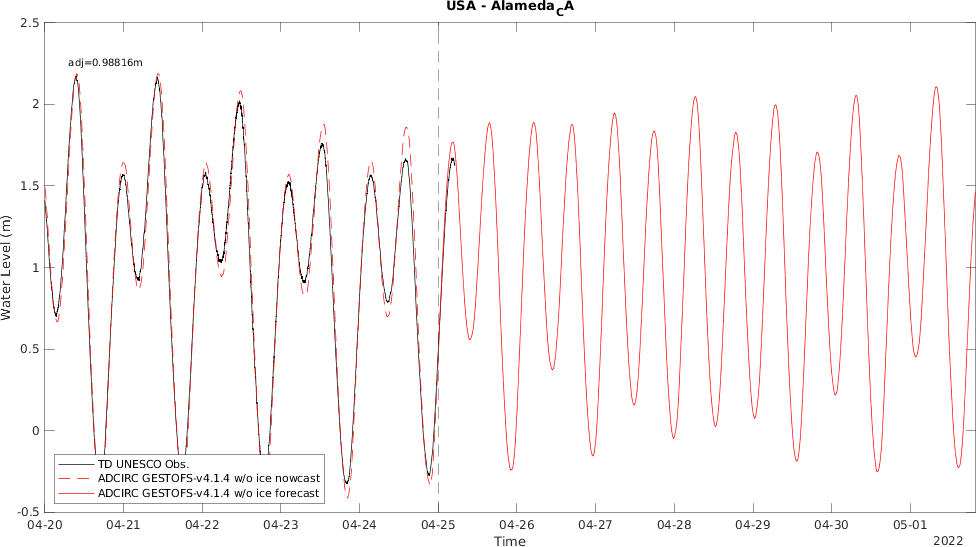 USA - Alameda_CA
adj=0.98816m
2.5
2
1.5
1
0.5
0
-0.5
Water Level (m)
TD UNESCO Obs.
ADCIRC GESTOFS-v4.1.4 w/o ice nowcast
ADCIRC GESTOFS-v4.1.4 w/o ice forecast
04-20 04-21 04-22 04-23 04-24 04-25 04-26 04-27 04-28 04-29 04-30 05-01
Time
2022